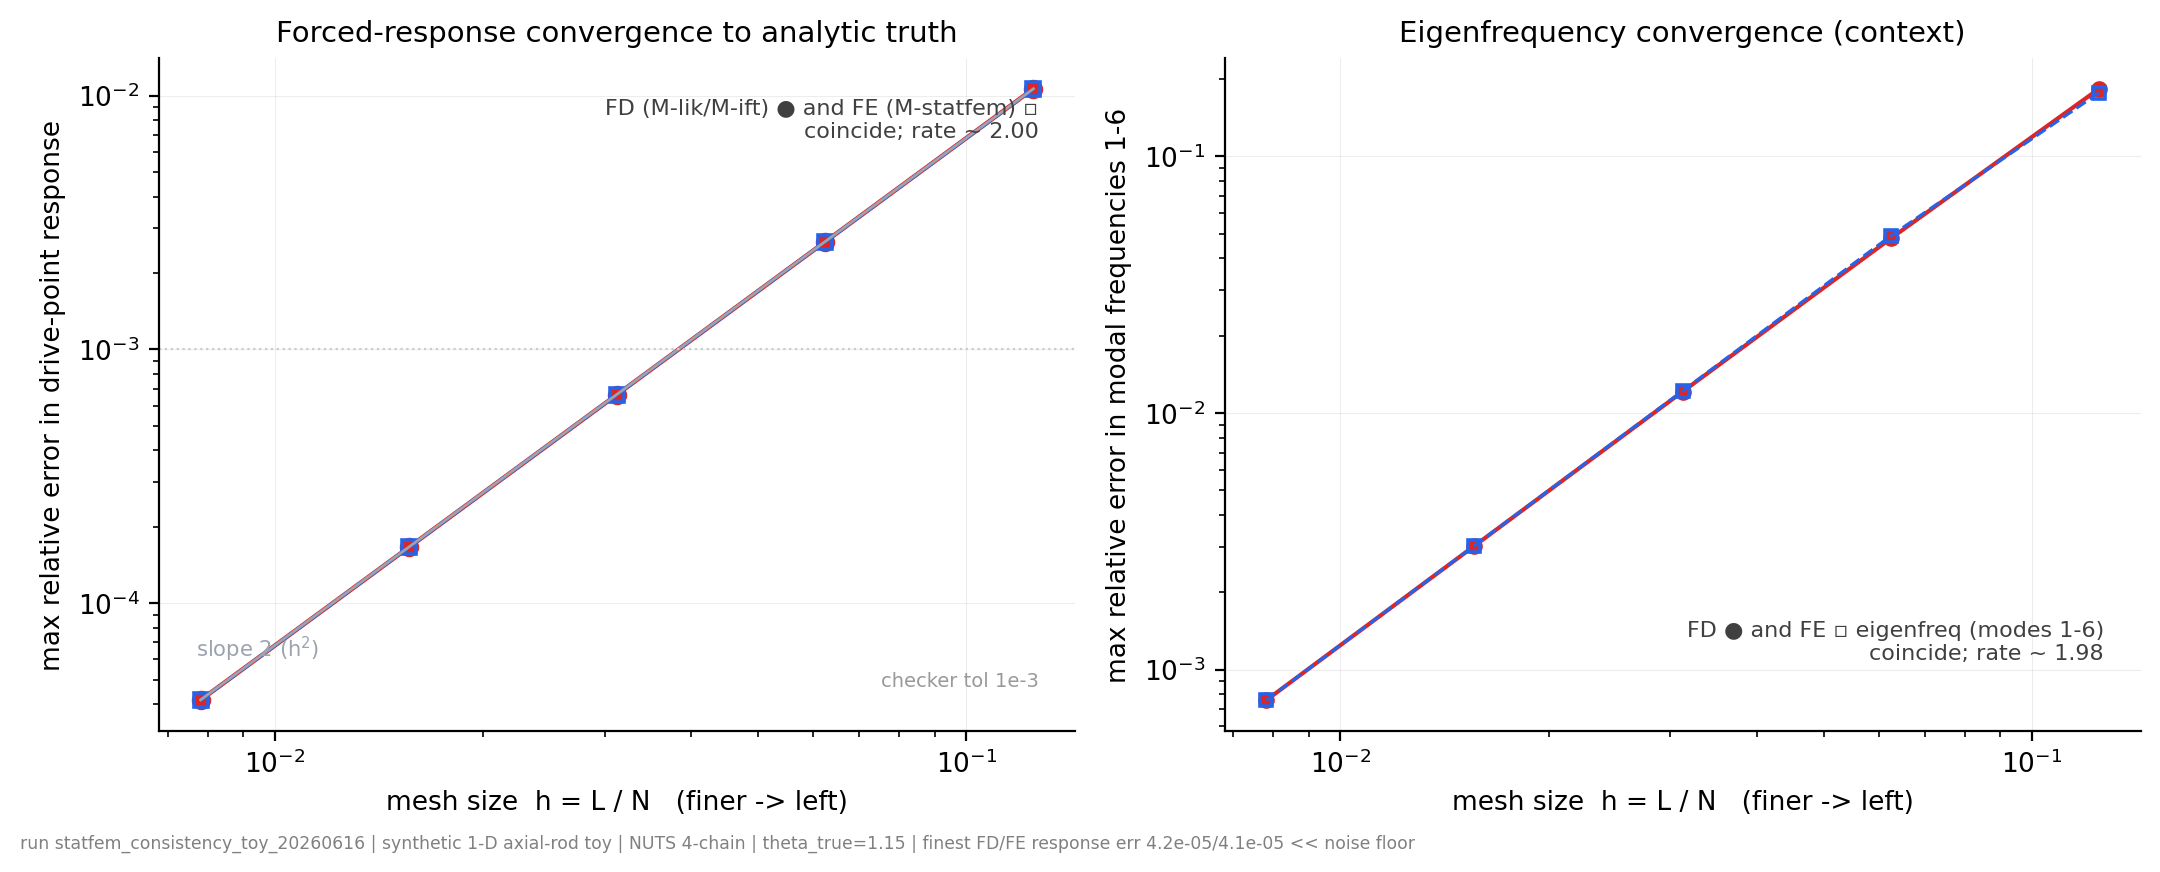 Forced-response convergence to analytic truth
max relative error in drive-point response
10⁻²
10⁻³
10⁻⁴
FD (M-lik/M-ift) ● and FE (M-statfem) □
coincide; rate ~ 2.00
slope 2 (h²)
checker tol 1e-3
10⁻²
10⁻¹
mesh size h = L / N (finer -> left)
Eigenfrequency convergence (context)
max relative error in modal frequencies 1-6
10⁻¹
10⁻²
10⁻³
FD ● and FE □ eigenfreq (modes 1-6)
coincide; rate ~ 1.98
10⁻²
10⁻¹
mesh size h = L / N (finer -> left)
run statfem_consistency_toy_20260616 | synthetic 1-D axial-rod toy | NUTS 4-chain | theta_true=1.15 | finest FD/FE response err 4.2e-05/4.1e-05 << noise floor